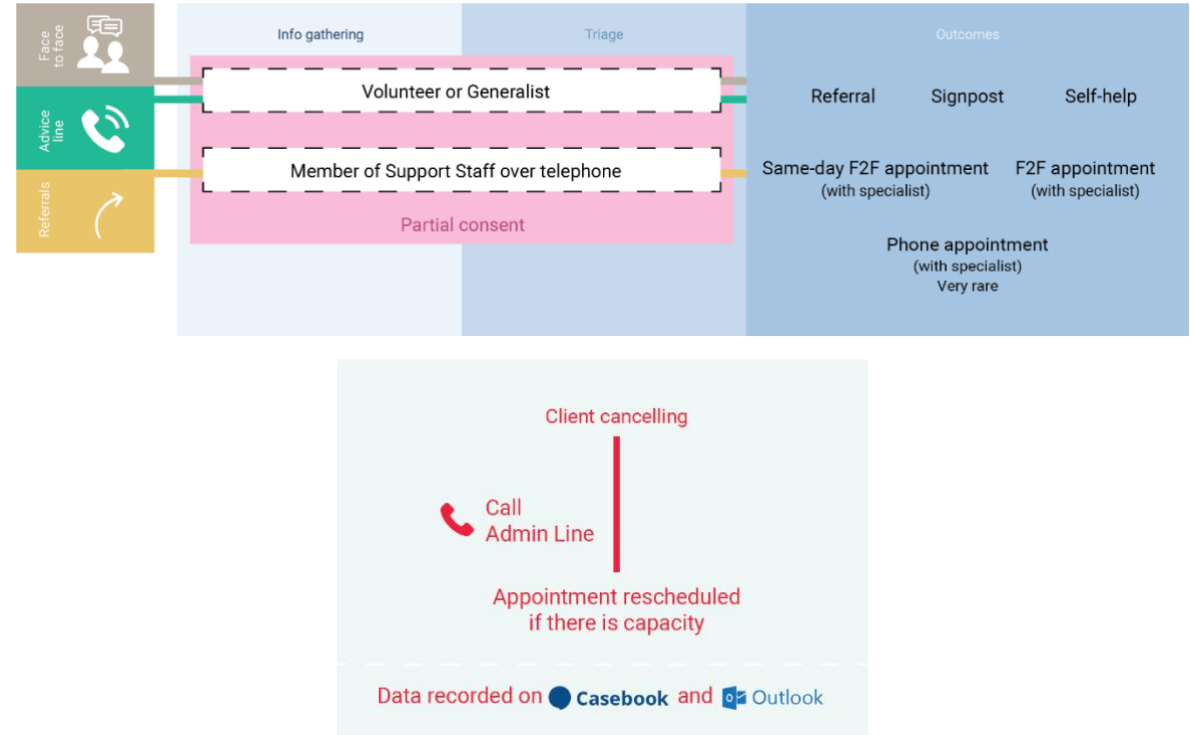 Face
to face
Advice
line
Referrals
Info gathering
Triage
Outcomes
Volunteer or Generalist
Member of Support Staff over telephone
Partial consent
Referral
Signpost
Self-help
Same-day F2F appointment
(with specialist)
F2F appointment
(with specialist)
Phone appointment
(with specialist)
Very rare
Client cancelling
Call
Admin Line
Appointment rescheduled
if there is capacity
Data recorded on Casebook and Outlook